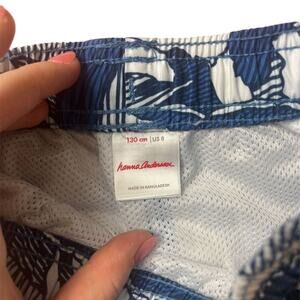 130 cm | US 8
hanna Andersson
MADE IN BANGLADESH